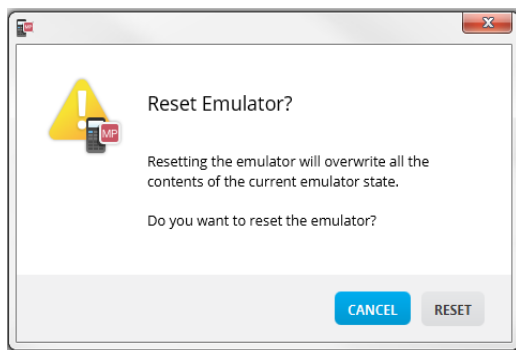 MP
Reset Emulator?
Resetting the emulator will overwrite all the
contents of the current emulator state.
Do you want to reset the emulator?
CANCEL RESET